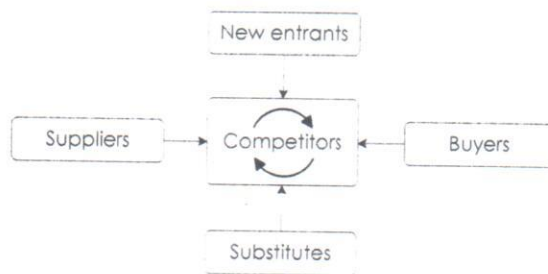 New entrants
Suppliers
Competitors
Buyers
Substitutes